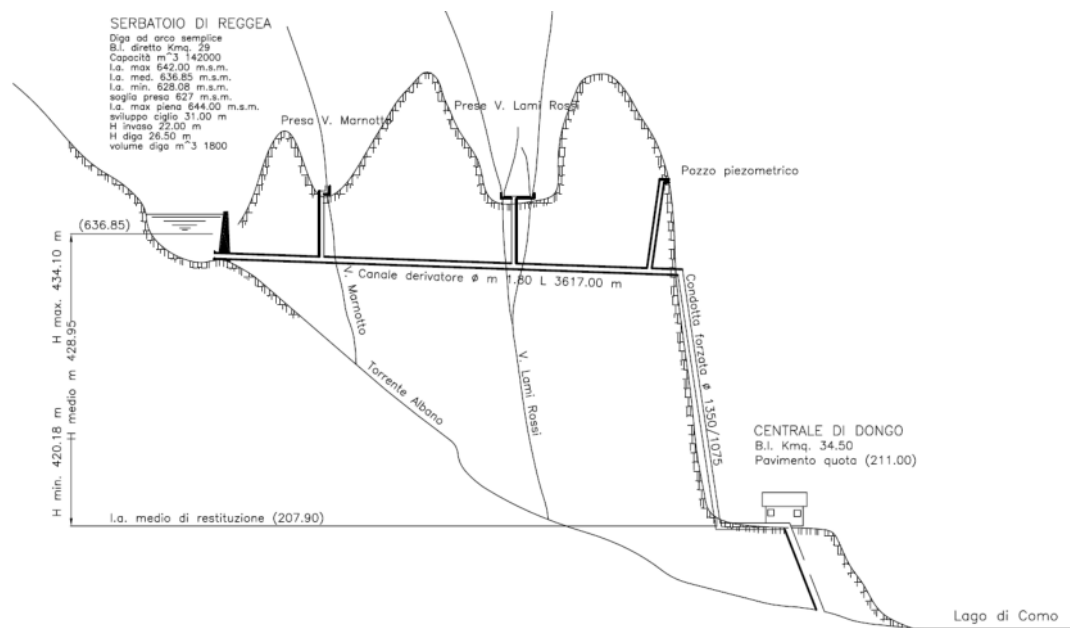 SERBATOIO DI REGGEA
Diga ad arco semplice
B.I. diretto Kmq. 29
Capacità m^3 142000
I.a. max 642.00 m.s.m.
I.a. med. 636.85 m.s.m.
I.a. min. 628.08 m.s.m.
soglia presa 627 m.s.m.
I.a. max piena 644.00 m.s.m.
sviluppo ciglio 31.00 m
H invaso 22.00 m
H diga 26.50 m
volume diga m^3 1800
Presa V. Marnotto
Prese V. Lami Rossi
Pozzo piezometrico
(636.85)
H max. 434.10 m
H medio m 428.95
H min. 420.18 m
Canale derivatore ø m 1.80 L 3617.00 m
V. Marnotto
Torrente Albano
V. Lami Rossi
Condotta forzata ø 1350/1075
CENTRALE DI DONGO
B.I. Kmq. 34.50
Pavimento quota (211.00)
I.a. medio di restituzione (207.90)
Lago di Como